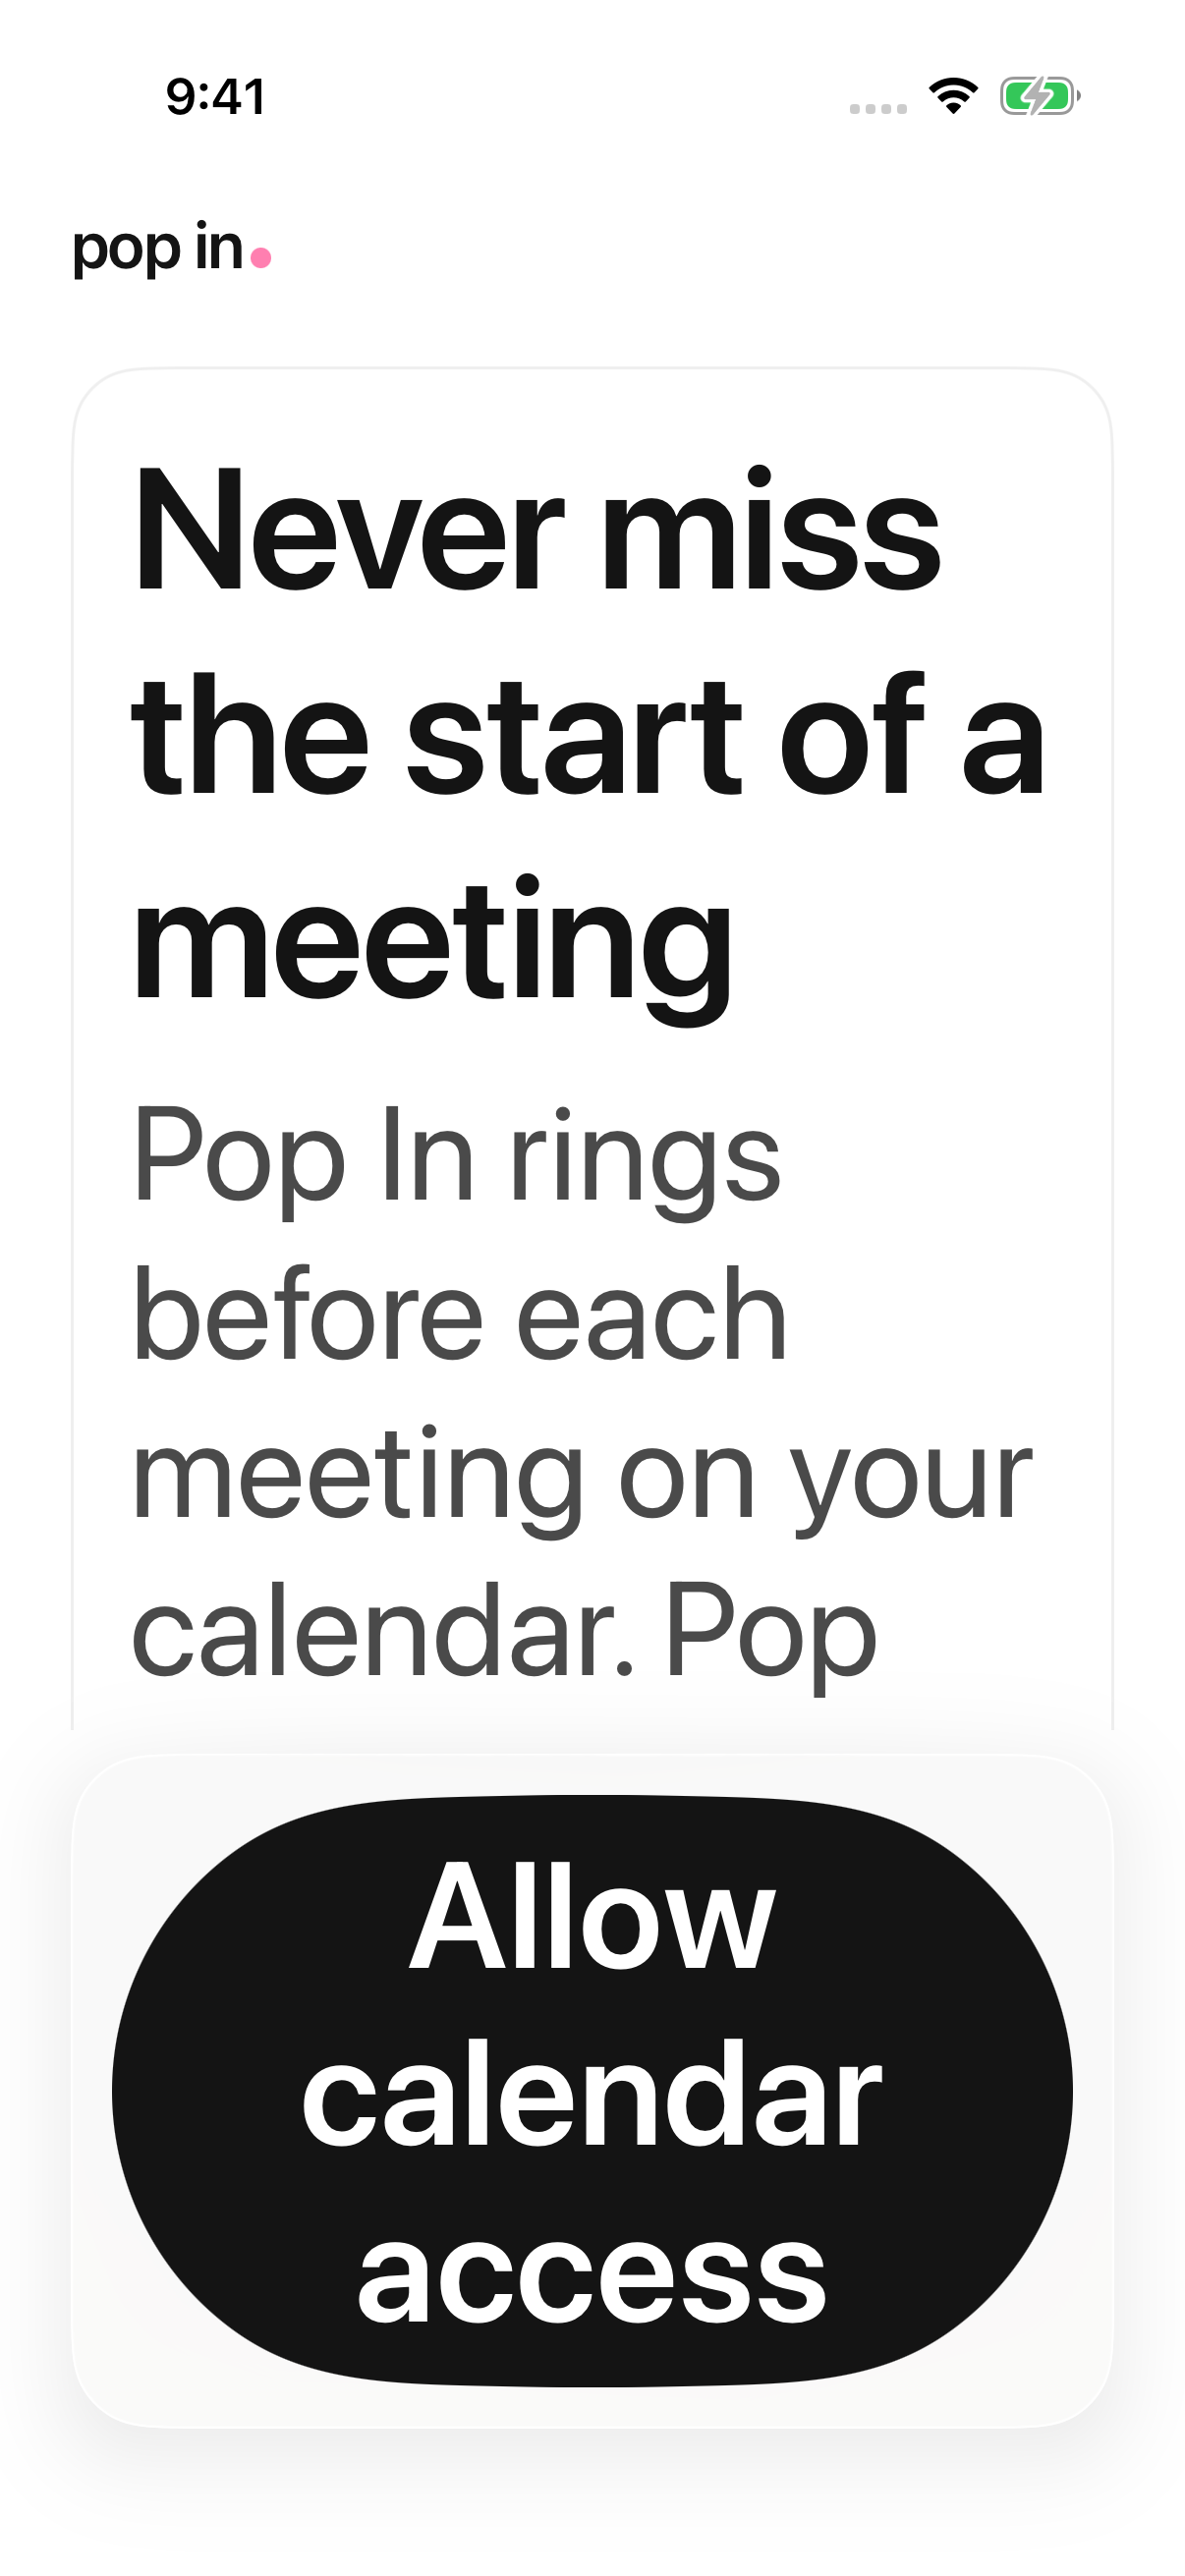 9:41
pop in
Never miss
the start of a
meeting
Pop In rings
before each
meeting on your
calendar. Pop
Allow
calendar
access